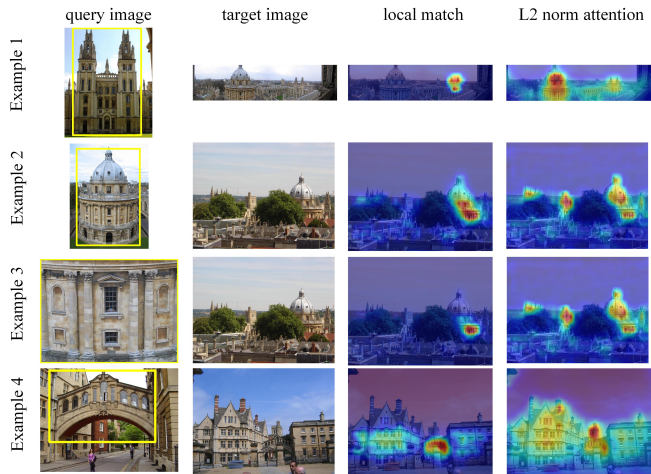 query image target image local match L2 norm attention
Example 1
Example 2
Example 3
Example 4